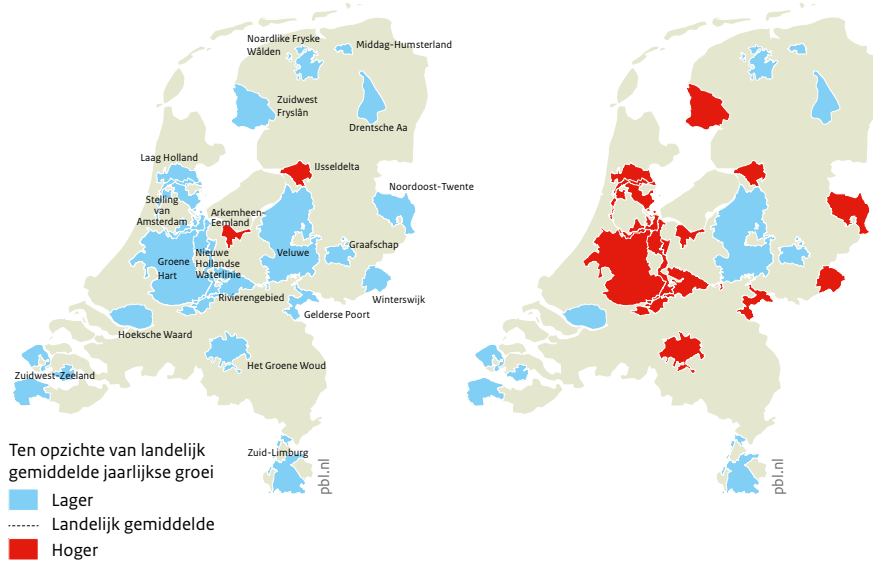 Noardlike Fryske
Wâlden
Middag-Humsterland
Zuidwest
Fryslân
Drentsche Aa
Laag Holland
IJsseldelta
Noordoost-Twente
Stelling
van
Amsterdam
Arkemheen-
Eemland
Graafschap
Groene
Hart
Nieuwe
Hollandse
Waterlinie
Veluwe
Rivierengebied
Winterswijk
Gelderse Poort
Hoeksche Waard
Het Groene Woud
Zuidwest-Zeeland
Zuid-Limburg
pbl.nl
pbl.nl
Ten opzichte van landelijk
gemiddelde jaarlijkse groei
Lager
Landelijk gemiddelde
Hoger